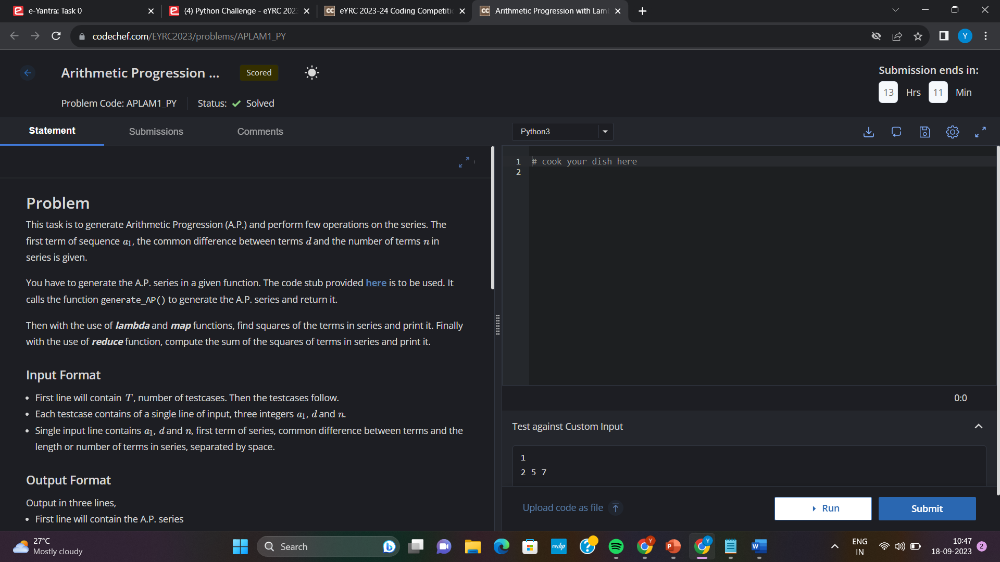 e-Yantra: Task 0
(4) Python Challenge - eYRC 202
eYRC 2023-24 Coding Competiti
Arithmetic Progression with Lam
codechef.com/EYRC2023/problems/APLAM1_PY
Y
Arithmetic Progression ...
Scored
Submission ends in:
13 Hrs 11 Min
Problem Code: APLAM1_PY
Status: Solved
Statement
Submissions
Comments
Python3
1 # cook your dish here
2
Problem
This task is to generate Arithmetic Progression (A.P.) and perform few operations on the series. The
first term of sequence a1, the common difference between terms d and the number of terms n in
series is given.
You have to generate the A.P. series in a given function. The code stub provided here is to be used. It
calls the function generate_AP() to generate the A.P. series and return it.
Then with the use of lambda and map functions, find squares of the terms in series and print it. Finally
with the use of reduce function, compute the sum of the squares of terms in series and print it.
Input Format
• First line will contain T, number of testcases. Then the testcases follow.
• Each testcase contains of a single line of input, three integers a1, d and n.
• Single input line contains a1, d and n, first term of series, common difference between terms and the
length or number of terms in series, separated by space.
Output Format
Output in three lines,
• First line will contain the A.P. series
0:0
Test against Custom Input
1
2 5 7
Upload code as file
Run
Submit
27°C
Mostly cloudy
Search
myhp
ENG
IN
10:47
18-09-2023
2